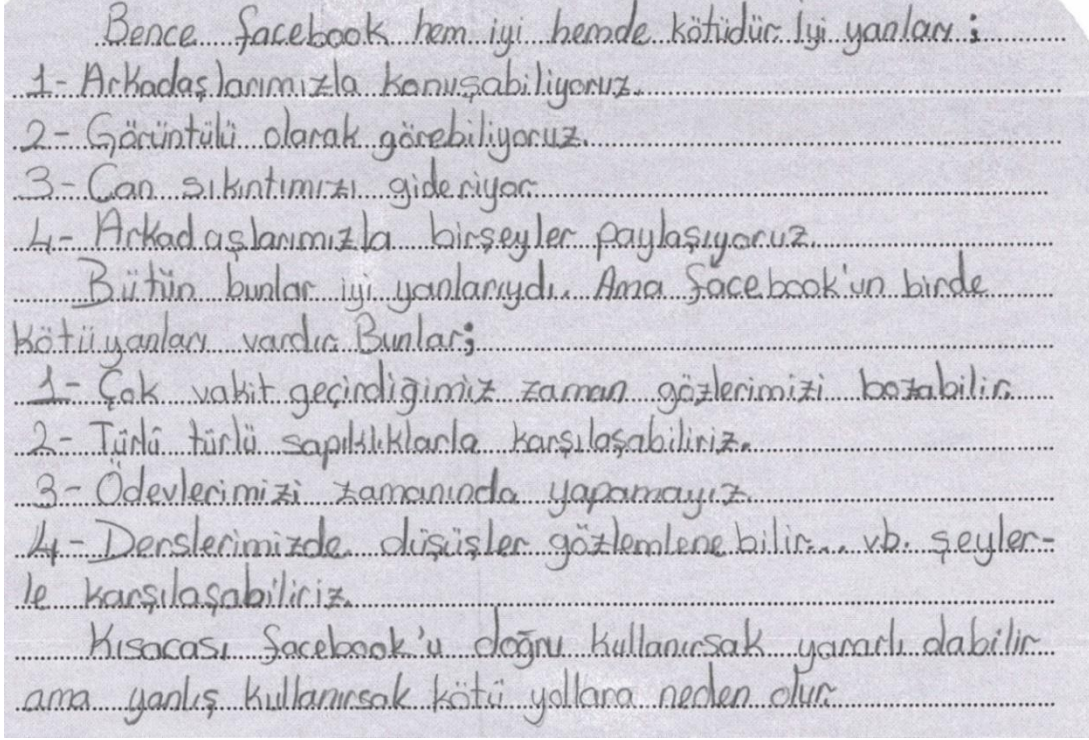 Bence facebook hem iyi hemde kötüdür. İyi yanları ;
1- Arkadaşlarımızla konuşabiliyoruz.
2- Görüntülü olarak görebiliyoruz.
3- Can sıkıntımızı gideriyor.
4- Arkadaşlarımızla birşeyler paylaşıyoruz.
Bütün bunlar iyi yanlarıydı. Ama facebook'un birde
kötü yanları vardır. Bunlar;
1- Çok vakit geçirdiğimiz zaman gözlerimizi bozabilir.
2- Türlü türlü sapıklıklarla karşılaşabiliriz.
3- Ödevlerimizi zamanında yapamayız.
4- Derslerimizde düşüşler gözlemlenebilir... vb. şeyler-
le karşılaşabiliriz.
Kısacası facebook'u doğru kullanırsak yararlı olabilir
ama yanlış kullanırsak kötü yollara neden olur.